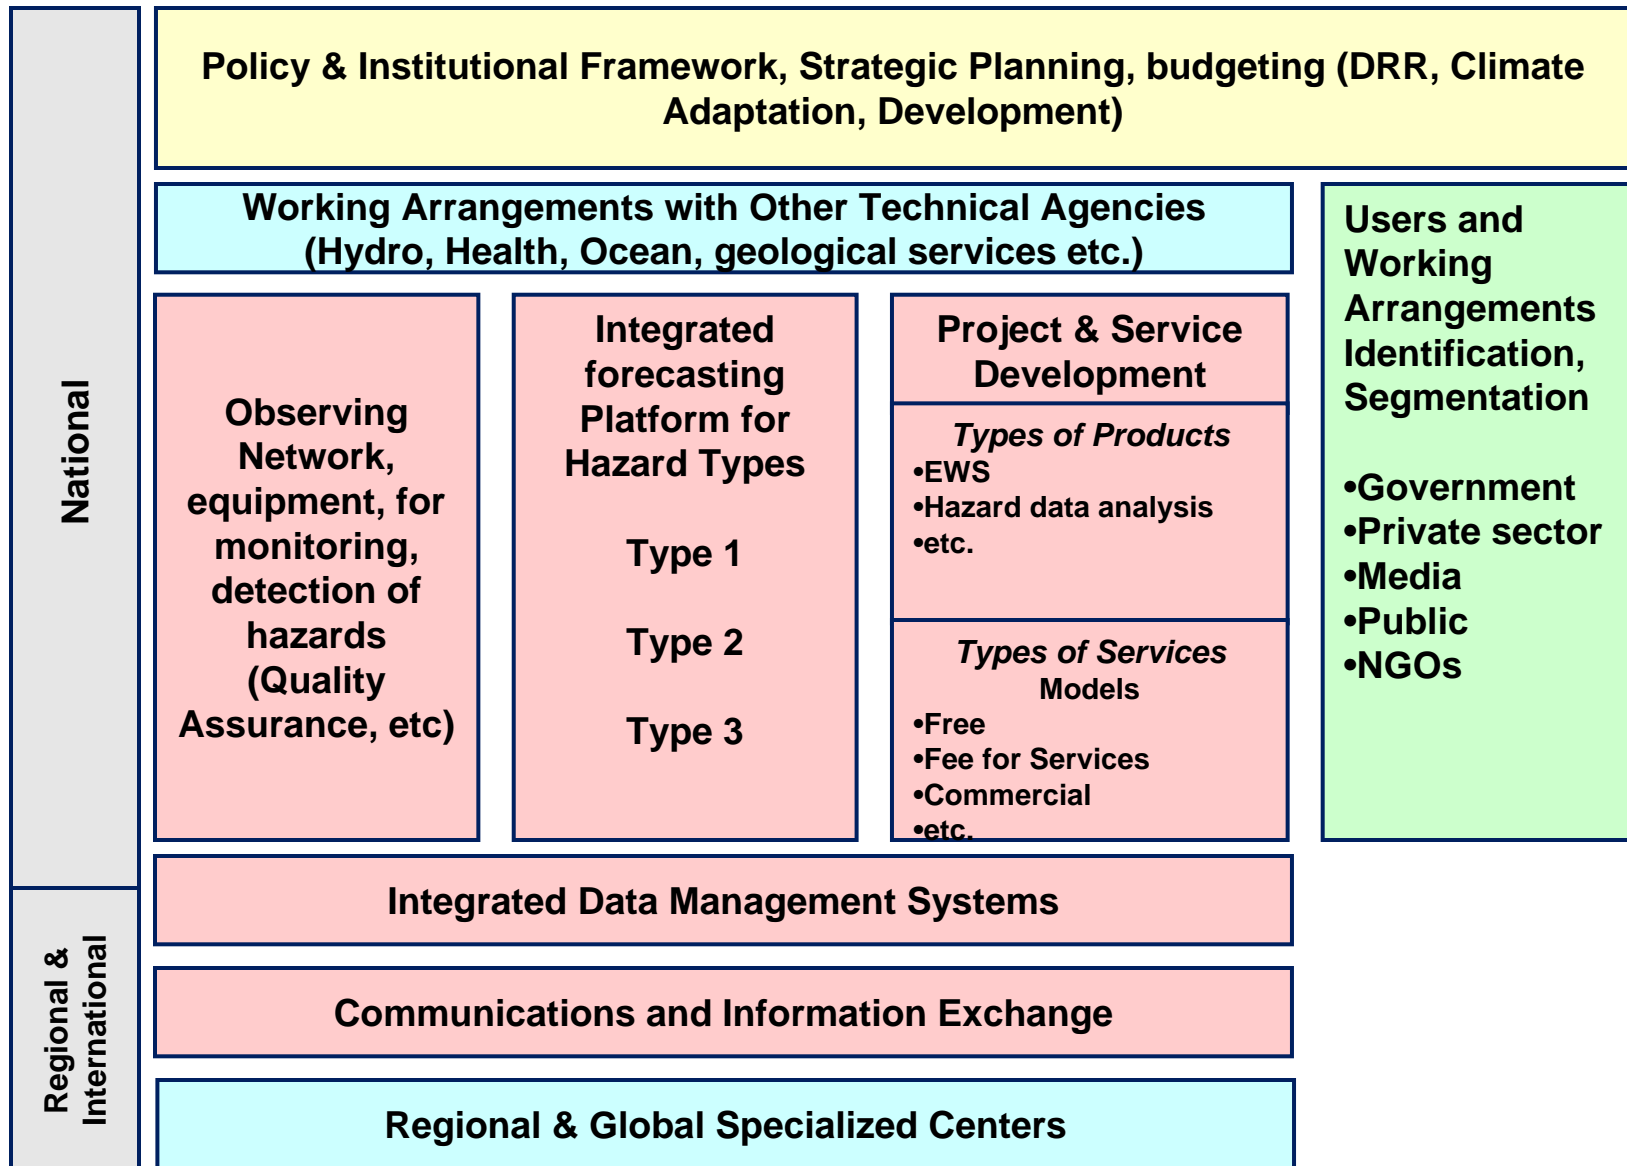 National
Regional &
International
Policy & Institutional Framework, Strategic Planning, budgeting (DRR, Climate
Adaptation, Development)
Working Arrangements with Other Technical Agencies
(Hydro, Health, Ocean, geological services etc.)
Observing
Network,
equipment, for
monitoring,
detection of
hazards
(Quality
Assurance, etc)
Integrated
forecasting
Platform for
Hazard Types
Type 1
Type 2
Type 3
Project & Service
Development
Types of Products
•EWS
•Hazard data analysis
•etc.
Types of Services
Models
•Free
•Fee for Services
•Commercial
•etc.
Users and
Working
Arrangements
Identification,
Segmentation
•Government
•Private sector
•Media
•Public
•NGOs
Integrated Data Management Systems
Communications and Information Exchange
Regional & Global Specialized Centers